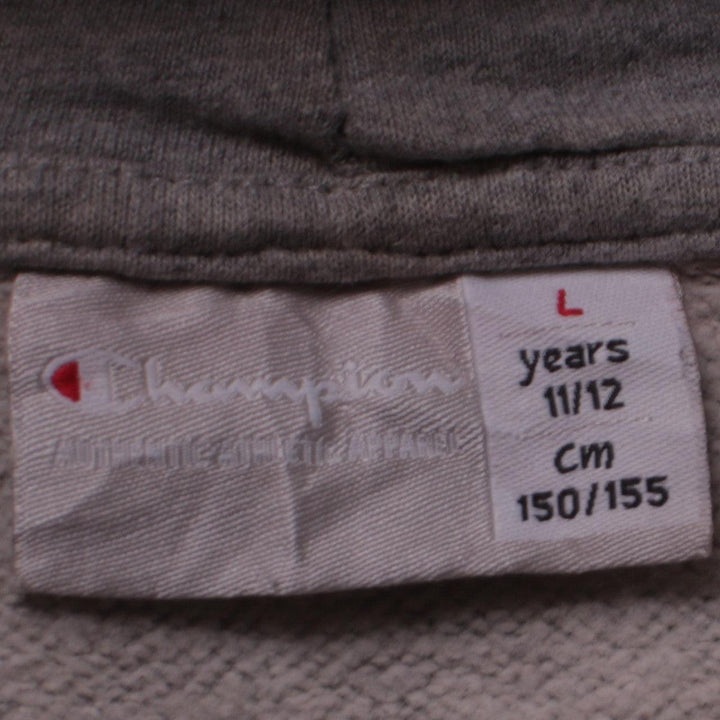 Champion
AUTHENTIC ATHLETIC APPAREL
L
years
11/12
cm
150/155